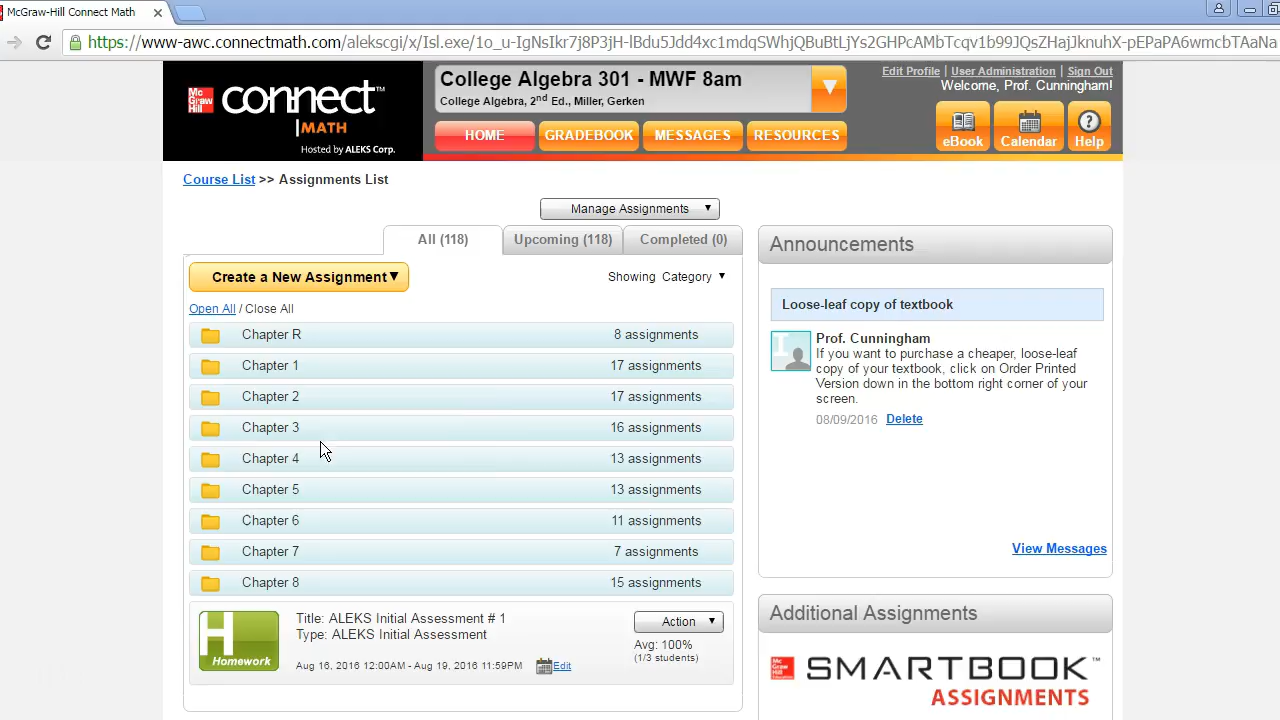 McGraw-Hill Connect Math
https://www-awc.connectmath.com/alekscgi/x/Isl.exe/1o_u-IgNsIkr7j8P3jH-lBdu5Jdd4xc1mdqSWhjQBuBtLjYs2GHPcAMbTcqv1b99JQsZHajJknuhX-pEPaPA6wmcbTAaNa
Mc
Graw
Hill
connect™
MATH
Hosted by ALEKS Corp.
College Algebra 301 - MWF 8am
College Algebra, 2nd Ed., Miller, Gerken
Edit Profile | User Administration | Sign Out
Welcome, Prof. Cunningham!
HOME GRADEBOOK MESSAGES RESOURCES
eBook Calendar Help
Course List >> Assignments List
Manage Assignments
All (118) Upcoming (118) Completed (0)
Create a New Assignment
Showing Category
Open All / Close All
Chapter R 8 assignments
Chapter 1 17 assignments
Chapter 2 17 assignments
Chapter 3 16 assignments
Chapter 4 13 assignments
Chapter 5 13 assignments
Chapter 6 11 assignments
Chapter 7 7 assignments
Chapter 8 15 assignments
H
Homework
Title: ALEKS Initial Assessment # 1
Type: ALEKS Initial Assessment
Aug 16, 2016 12:00AM - Aug 19, 2016 11:59PM Edit
Action
Avg: 100%
(1/3 students)
Announcements
Loose-leaf copy of textbook
Prof. Cunningham
If you want to purchase a cheaper, loose-leaf
copy of your textbook, click on Order Printed
Version down in the bottom right corner of your
screen.
08/09/2016 Delete
View Messages
Additional Assignments
Mc
Graw
Hill
Education
SMARTBOOK™
ASSIGNMENTS